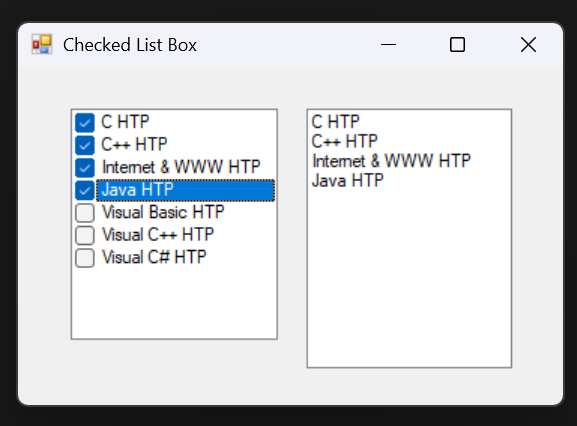 Checked List Box
C HTP
C++ HTP
Internet & WWW HTP
Java HTP
Visual Basic HTP
Visual C++ HTP
Visual C# HTP
C HTP
C++ HTP
Internet & WWW HTP
Java HTP